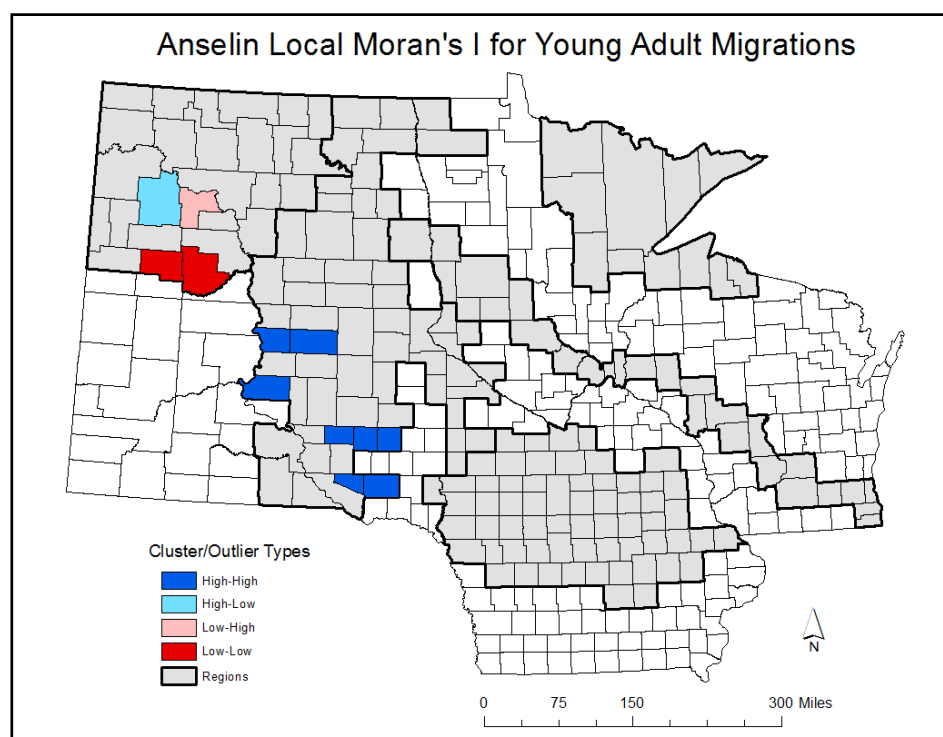 Anselin Local Moran's I for Young Adult Migrations
Cluster/Outlier Types
High-High
High-Low
Low-High
Low-Low
Regions
N
0 75 150 300 Miles